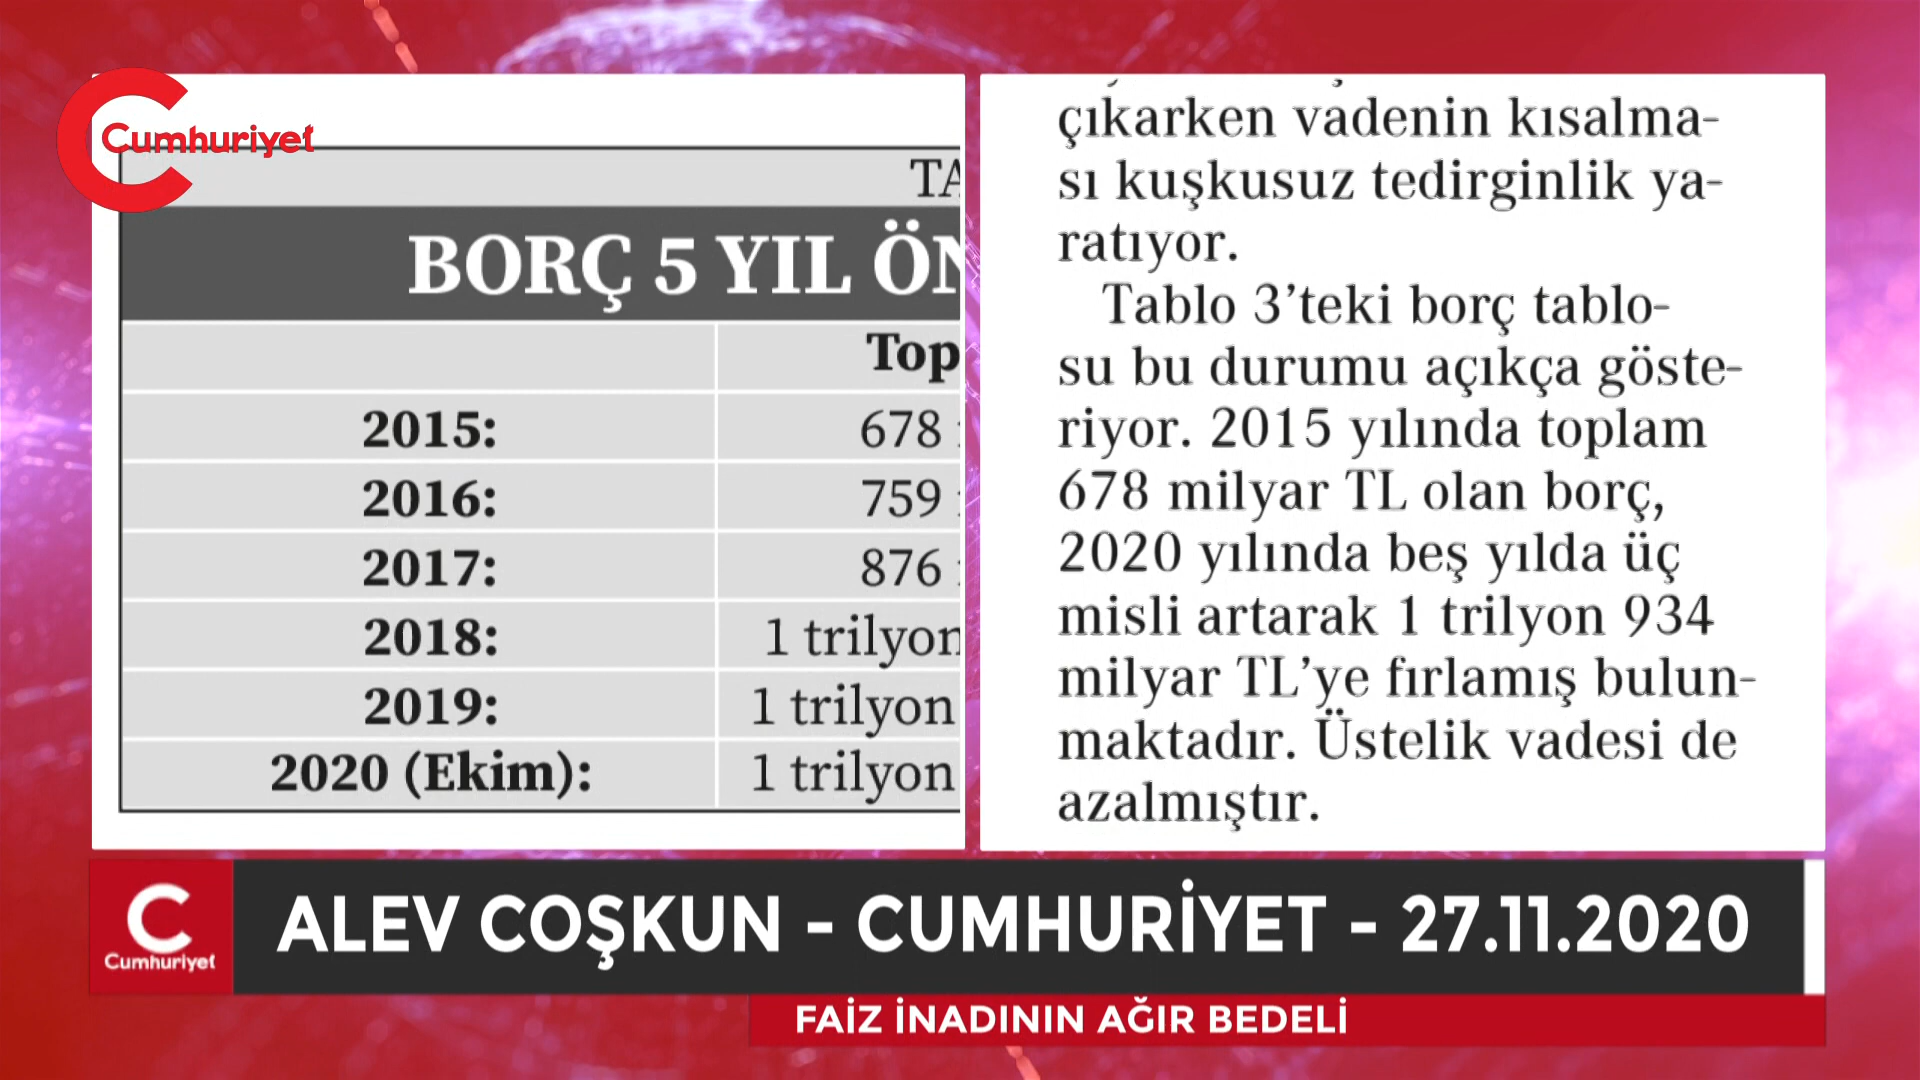 Cumhuriyet
BORÇ 5 YIL
2015: 678
2016: 759
2017: 876
2018: 1 trilyon
2019: 1 trilyon
2020 (Ekim): 1 trilyon
çıkarken vadenin kısalma-
sı kuşkusuz tedirginlik ya-
ratıyor.
Tablo 3’teki borç tablo-
su bu durumu açıkça göste-
riyor. 2015 yılında toplam
678 milyar TL olan borç,
2020 yılında beş yılda üç
misli artarak 1 trilyon 934
milyar TL’ye fırlamış bulun-
maktadır. Üstelik vadesi de
azalmıştır.
Cumhuriyet
ALEV COŞKUN - CUMHURİYET - 27.11.2020
FAİZ İNADININ AĞIR BEDELİ